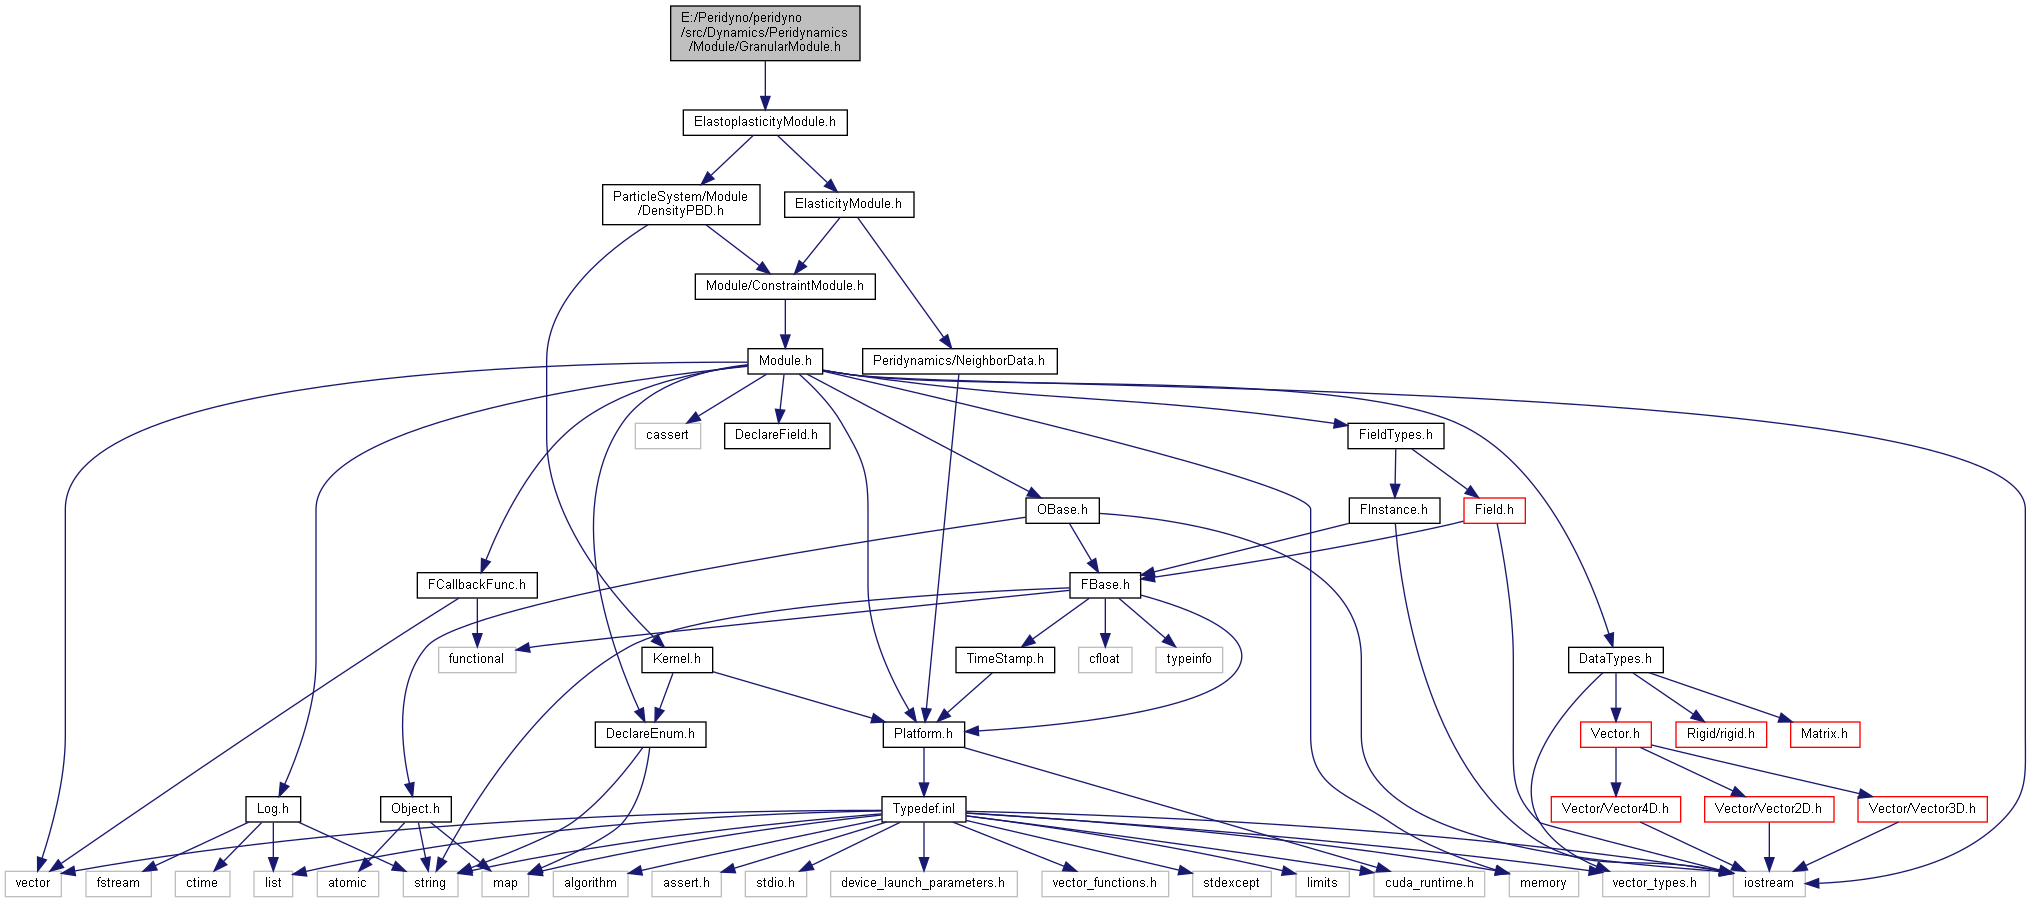 E:/Peridyno/peridyno
/src/Dynamics/Peridynamics
/Module/GranularModule.h
ElastoplasticityModule.h
ParticleSystem/Module
/DensityPBD.h
ElasticityModule.h
Module/ConstraintModule.h
Module.h
Peridynamics/NeighborData.h
cassert
DeclareField.h
FieldTypes.h
OBase.h
FInstance.h
Field.h
FCallbackFunc.h
FBase.h
functional
Kernel.h
TimeStamp.h
cfloat
typeinfo
DataTypes.h
DeclareEnum.h
Platform.h
Vector.h
Rigid/rigid.h
Matrix.h
Log.h
Object.h
Typedef.inl
Vector/Vector4D.h
Vector/Vector2D.h
Vector/Vector3D.h
vector
fstream
ctime
list
atomic
string
map
algorithm
assert.h
stdio.h
device_launch_parameters.h
vector_functions.h
stdexcept
limits
cuda_runtime.h
memory
vector_types.h
iostream